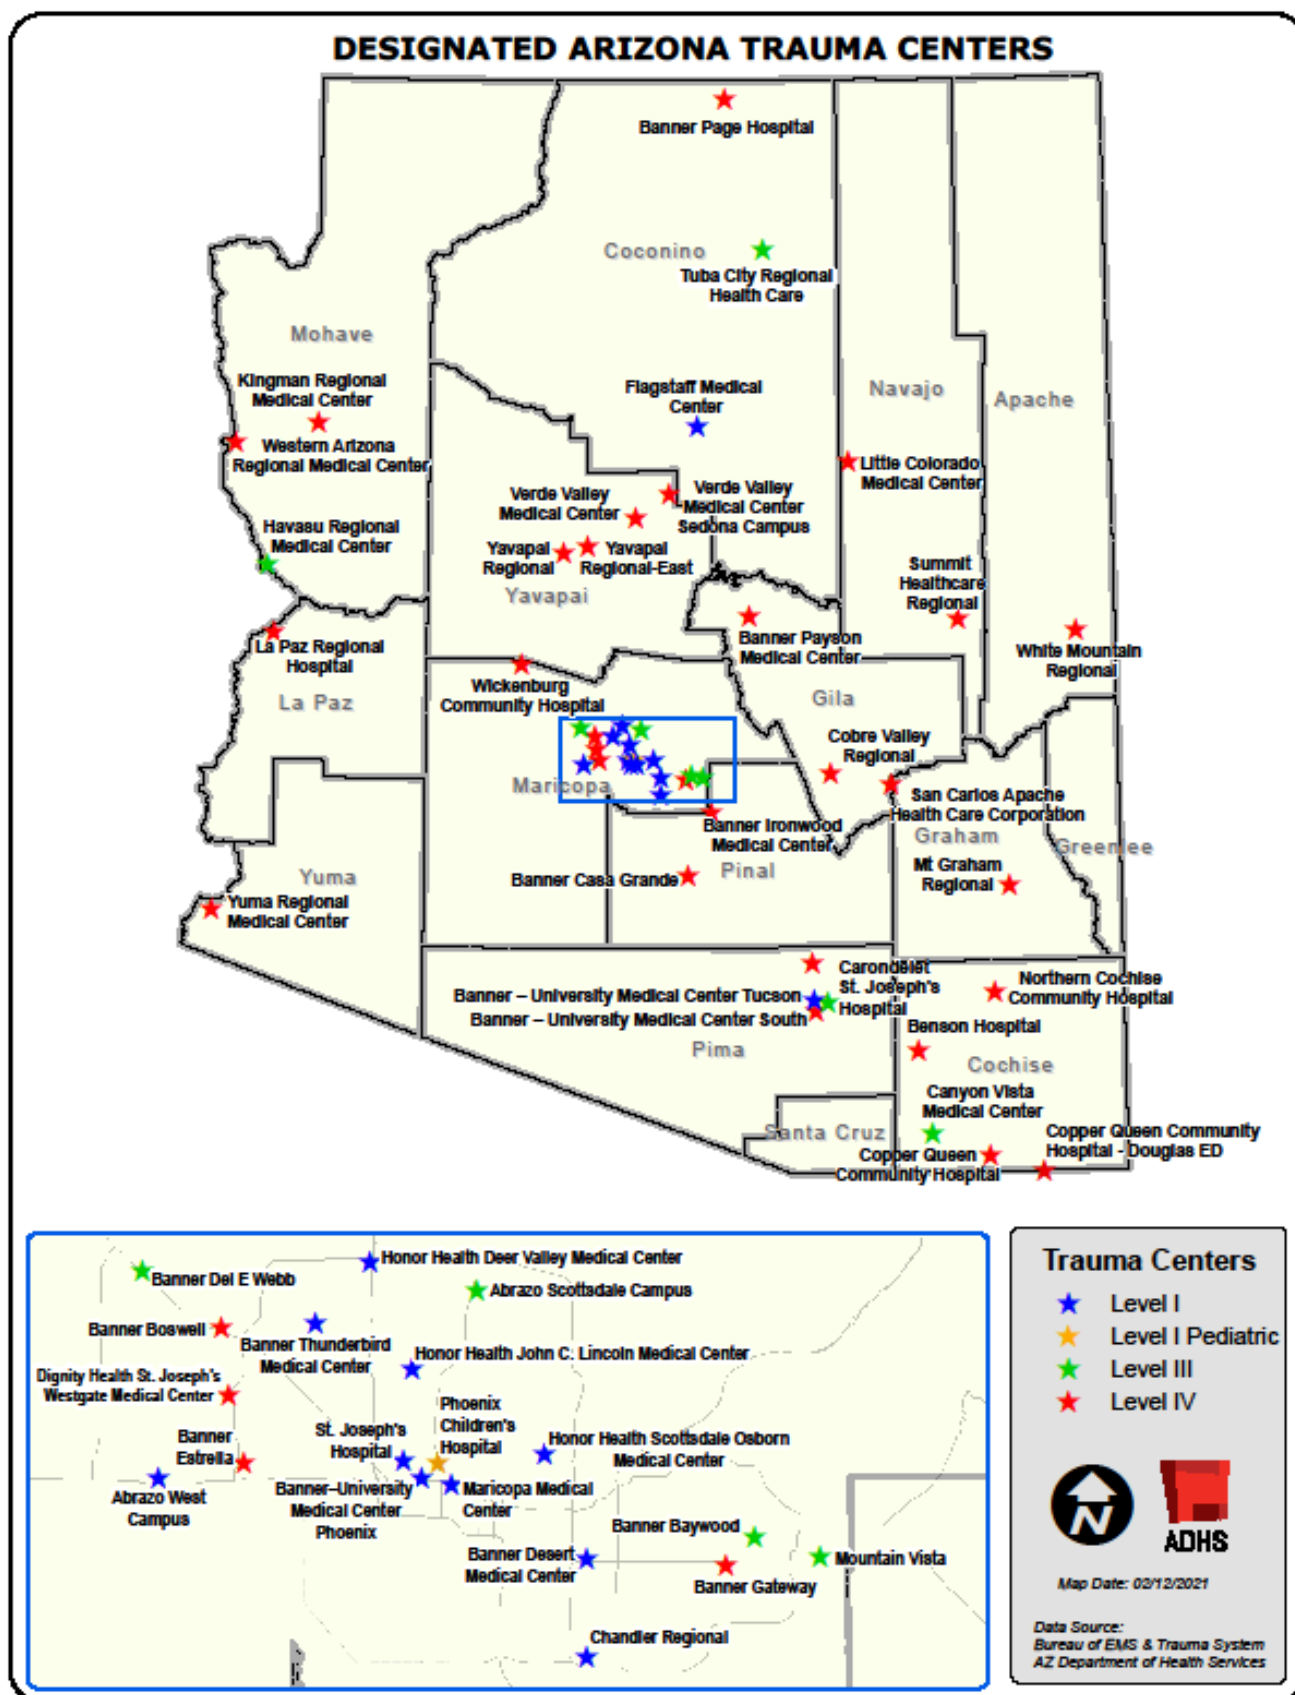 DESIGNATED ARIZONA TRAUMA CENTERS
Banner Page Hospital
Coconino
Tuba City Regional
Health Care
Mohave
Kingman Regional
Medical Center
Flagstaff Medical
Center
Navajo
Apache
Western Arizona
Regional Medical Center
Little Colorado
Medical Center
Verde Valley
Medical Center
Verde Valley
Medical Center
Sedona Campus
Havasu Regional
Medical Center
Yavapai
Regional
Yavapai
Regional-East
Yavapai
Summit
Healthcare
Regional
La Paz Regional
Hospital
Banner Payson
Medical Center
White Mountain
Regional
Wickenburg
Community Hospital
La Paz
Gila
Cobre Valley
Regional
Maricopa
San Carlos Apache
Health Care Corporation
Banner Ironwood
Medical Center
Graham
Greenlee
Banner Casa Grande
Pinal
Mt Graham
Regional
Yuma
Yuma Regional
Medical Center
Carondelet
St. Joseph's
Hospital
Northern Cochise
Community Hospital
Banner – University Medical Center Tucson
Banner – University Medical Center South
Benson Hospital
Pima
Cochise
Canyon Vista
Medical Center
Santa Cruz
Copper Queen
Community Hospital
Copper Queen Community
Hospital - Douglas ED
Honor Health Deer Valley Medical Center
Banner Del E Webb
Abrazo Scottsdale Campus
Banner Boswell
Banner Thunderbird
Medical Center
Honor Health John C. Lincoln Medical Center
Dignity Health St. Joseph's
Westgate Medical Center
Phoenix
Children's
Hospital
St. Joseph's
Hospital
Banner
Estrella
Honor Health Scottsdale Osborn
Medical Center
Abrazo West
Campus
Banner–University
Medical Center
Phoenix
Maricopa Medical
Center
Banner Baywood
Banner Desert
Medical Center
Mountain Vista
Banner Gateway
Chandler Regional
Trauma Centers
Level I
Level I Pediatric
Level III
Level IV
N
ADHS
Map Date: 02/12/2021
Data Source:
Bureau of EMS & Trauma System
AZ Department of Health Services